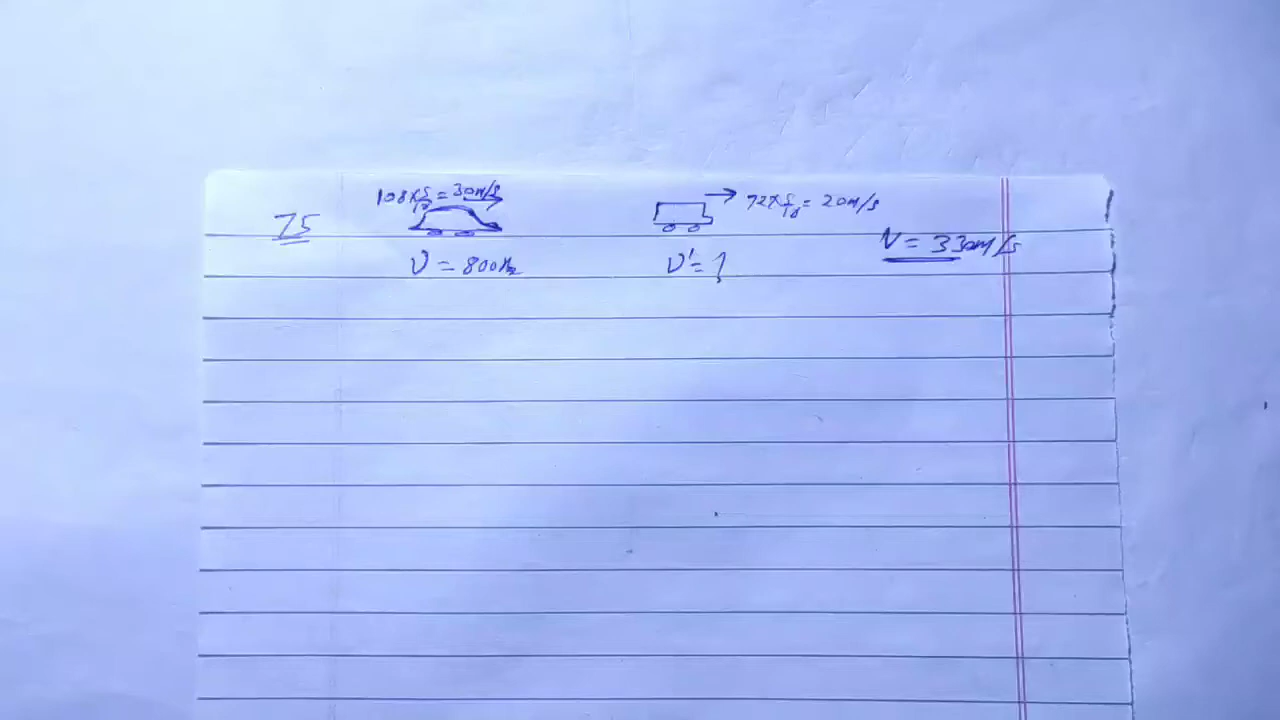 75
108×5/18 = 30m/s
72×5/18 = 20m/s
ν = 800Hz
ν' = ?
V = 330m/s